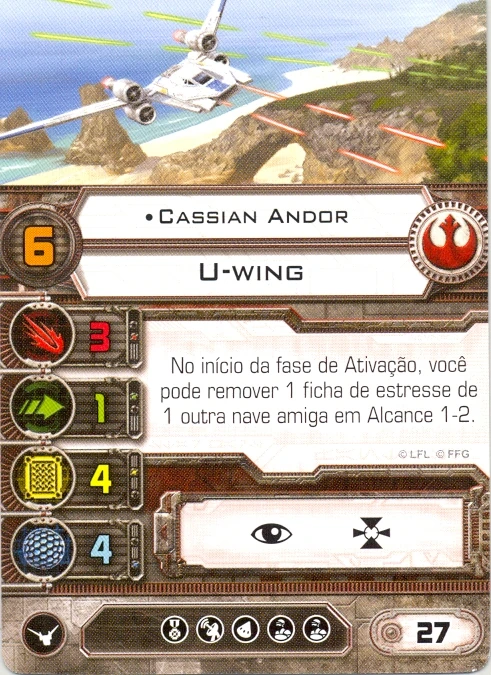 •CASSIAN ANDOR
6
U-WING
3
No início da fase de Ativação, você
pode remover 1 ficha de estresse de
1 outra nave amiga em Alcance 1-2.
1
© LFL © FFG
4
4
27